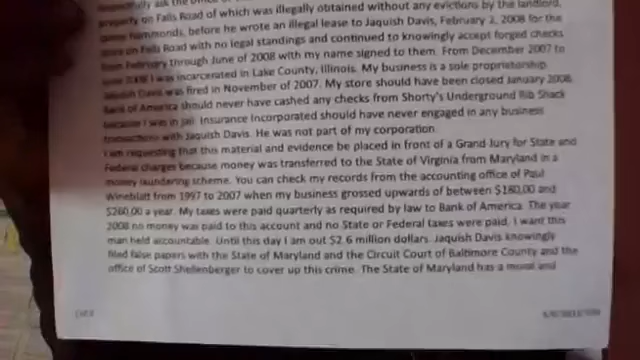 property on Falls Road of which was illegally obtained without any evictions by the landlord,
Hammonds, before he wrote an illegal lease to Jaquish Davis, February 2, 2008 for the
store on Falls Road with no legal standings and continued to knowingly accept forged checks
from February through June of 2008 with my name signed to them. From December 2007 to
June 2008 I was incarcerated in Lake County, Illinois. My business is a sole proprietorship.
Jaquish Davis was fired in November of 2007. My store should have been closed January 2008.
Bank of America should never have cashed any checks from Shorty's Underground Rib Shack
because I was in jail. Insurance Incorporated should have never engaged in any business
transactions with Jaquish Davis. He was not part of my corporation.
I am requesting that this material and evidence be placed in front of a Grand Jury for State and
Federal charges because money was transferred to the State of Virginia from Maryland in a
money laundering scheme. You can check my records from the accounting office of Paul
Wineblatt from 1997 to 2007 when my business grossed upwards of between $180,00 and
$260,00 a year. My taxes were paid quarterly as required by law to Bank of America. The year
2008 no money was paid to this account and no State or Federal taxes were paid. I want this
man held accountable. Until this day I am out $2.6 million dollars. Jaquish Davis knowingly
filed false papers with the State of Maryland and the Circuit Court of Baltimore County and the
office of Scott Shellenberger to cover up this crime. The State of Maryland has a moral and